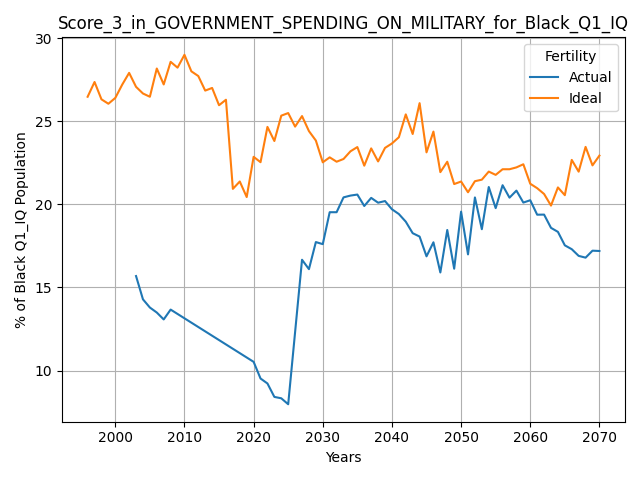 Score_3_in_GOVERNMENT_SPENDING_ON_MILITARY_for_Black_Q1_IQ
30
25
20
15
10
% of Black Q1_IQ Population
Fertility
Actual
Ideal
2000 2010 2020 2030 2040 2050 2060 2070
Years